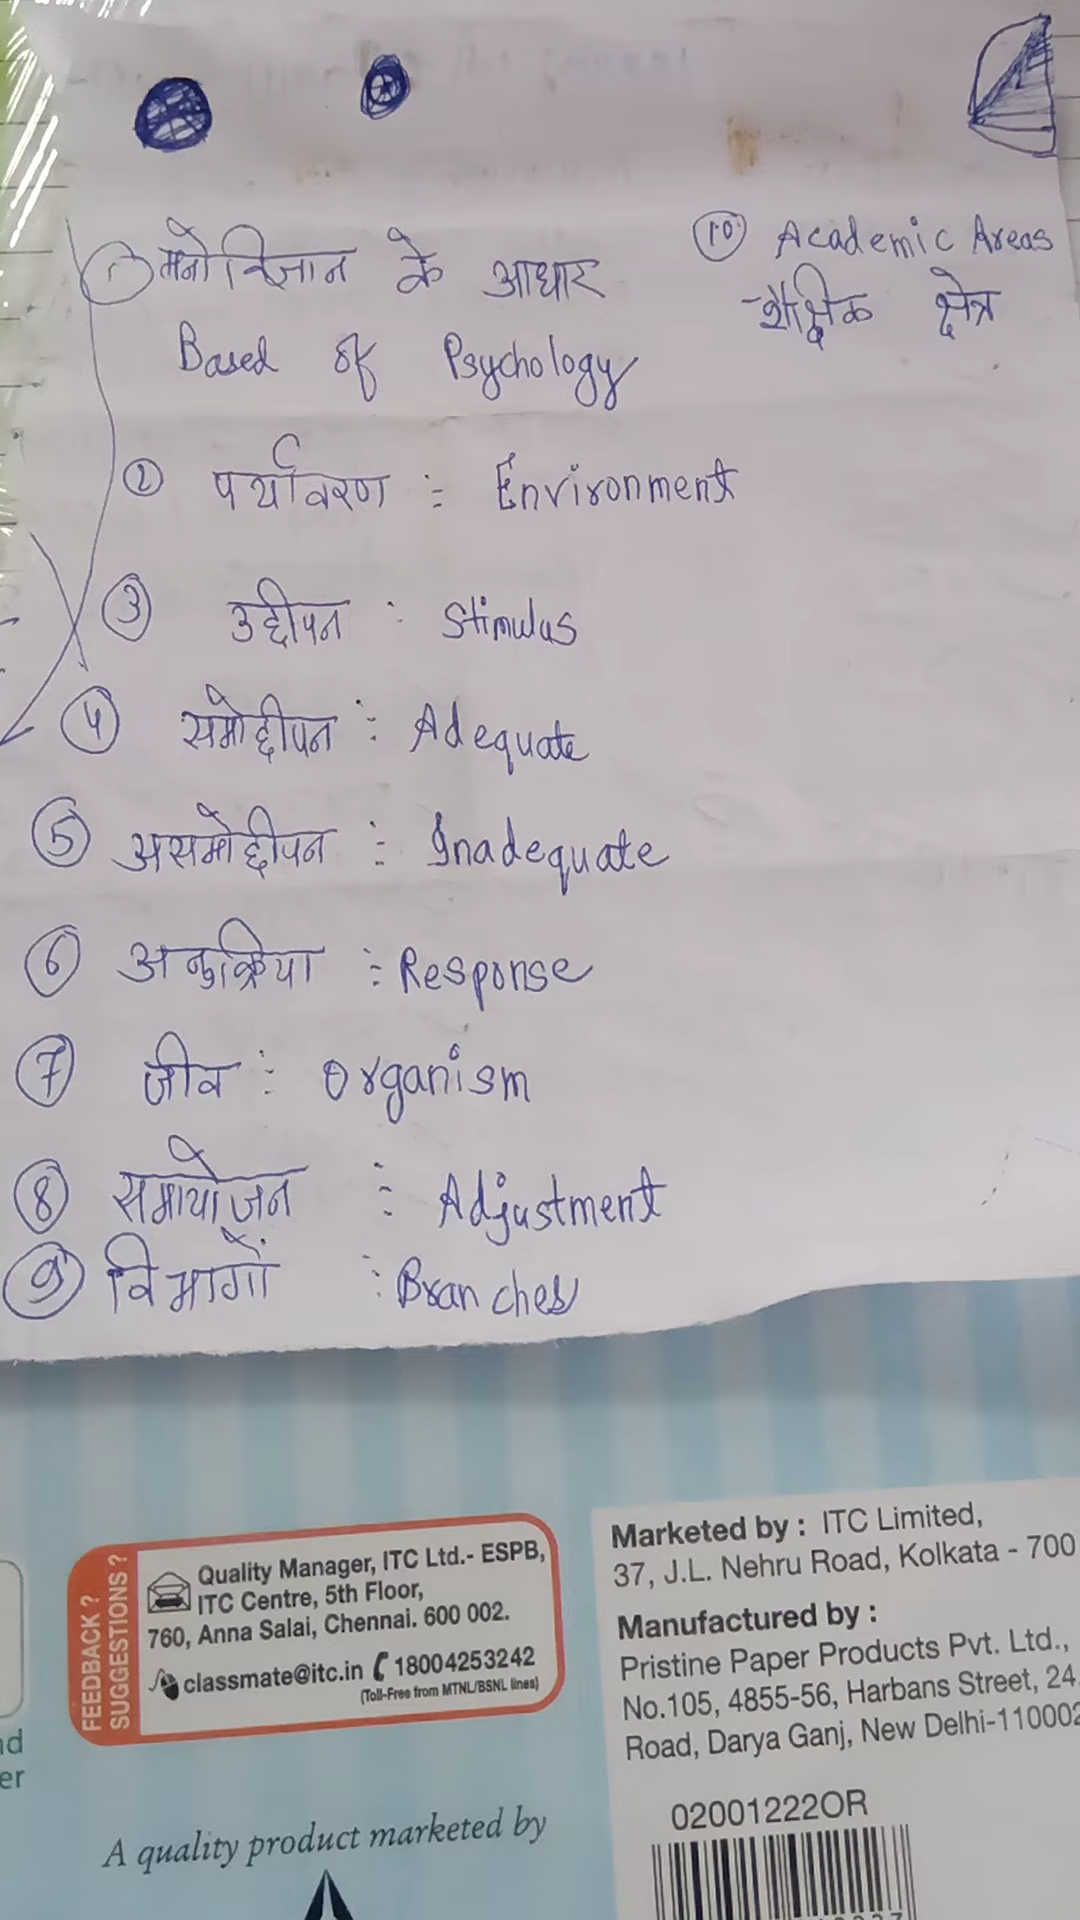 ① मनोविज्ञान के आधार
Based of Psychology
② पर्यावरण : Environment
③ उद्दीपन : Stimulus
④ समोद्दीपन : Adequate
⑤ असमोद्दीपन : Inadequate
⑥ अनुक्रिया : Response
⑦ जीव : Organism
⑧ समायोजन : Adjustment
⑨ विभागों : Branches
⑩ Academic Areas
- शैक्षिक क्षेत्र
FEEDBACK ?
SUGGESTIONS ?
Quality Manager, ITC Ltd.- ESPB,
ITC Centre, 5th Floor,
760, Anna Salai, Chennai. 600 002.
classmate@itc.in 18004253242
(Toll-Free from MTNL/BSNL lines)
A quality product marketed by
Marketed by : ITC Limited,
37, J.L. Nehru Road, Kolkata - 700
Manufactured by :
Pristine Paper Products Pvt. Ltd.,
No.105, 4855-56, Harbans Street, 24,
Road, Darya Ganj, New Delhi-110002
02001222OR